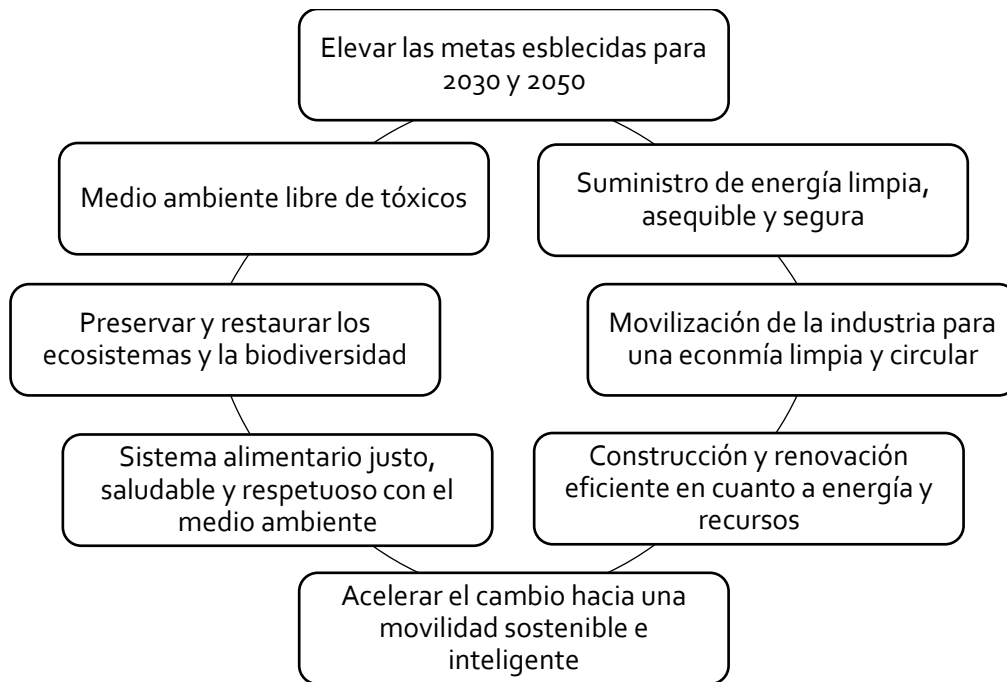 Elevar las metas esblecidas para
2030 y 2050
Suministro de energía limpia,
asequible y segura
Movilización de la industria para
una econmía limpia y circular
Construcción y renovación
eficiente en cuanto a energía y
recursos
Acelerar el cambio hacia una
movilidad sostenible e
inteligente
Sistema alimentario justo,
saludable y respetuoso con el
medio ambiente
Preservar y restaurar los
ecosistemas y la biodiversidad
Medio ambiente libre de tóxicos